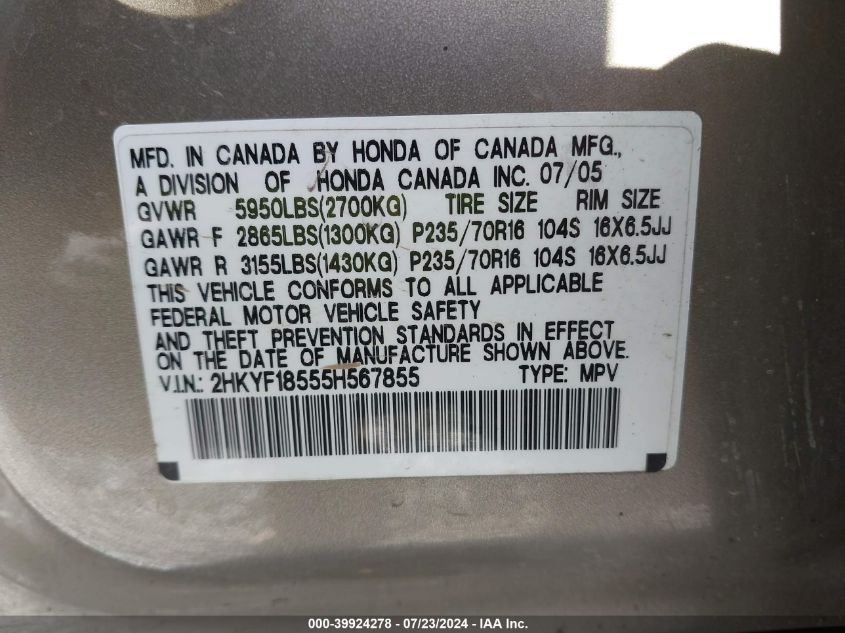 MFD. IN CANADA BY HONDA OF CANADA MFG.,
A DIVISION OF HONDA CANADA INC. 07/05
GVWR 5950LBS(2700KG) TIRE SIZE RIM SIZE
GAWR F 2865LBS(1300KG) P235/70R16 104S 16X6.5JJ
GAWR R 3155LBS(1430KG) P235/70R16 104S 16X6.5JJ
THIS VEHICLE CONFORMS TO ALL APPLICABLE
FEDERAL MOTOR VEHICLE SAFETY
AND THEFT PREVENTION STANDARDS IN EFFECT
ON THE DATE OF MANUFACTURE SHOWN ABOVE.
V.I.N.: 2HKYF18555H567855 TYPE: MPV
000-39924278 - 07/23/2024 - IAA Inc.